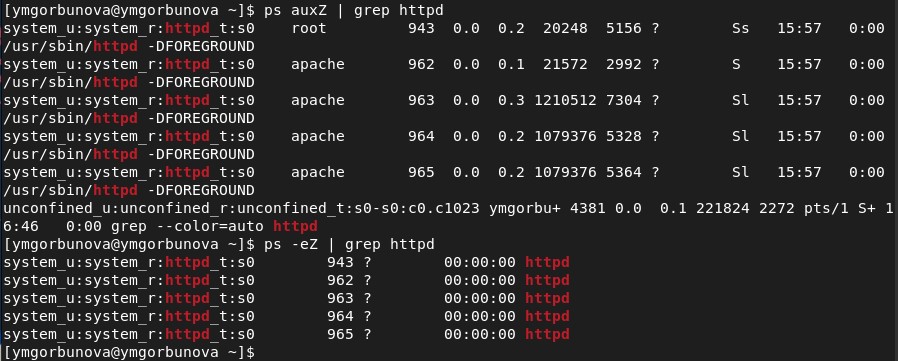 [ymgorbunova@ymgorbunova ~]$ ps auxZ | grep httpd
system_u:system_r:httpd_t:s0    root         943  0.0  0.2  20248  5156 ?        Ss   15:57   0:00
/usr/sbin/httpd -DFOREGROUND
system_u:system_r:httpd_t:s0    apache       962  0.0  0.1  21572  2992 ?        S    15:57   0:00
/usr/sbin/httpd -DFOREGROUND
system_u:system_r:httpd_t:s0    apache       963  0.0  0.3 1210512 7304 ?        Sl   15:57   0:00
/usr/sbin/httpd -DFOREGROUND
system_u:system_r:httpd_t:s0    apache       964  0.0  0.2 1079376 5328 ?        Sl   15:57   0:00
/usr/sbin/httpd -DFOREGROUND
system_u:system_r:httpd_t:s0    apache       965  0.0  0.2 1079376 5364 ?        Sl   15:57   0:00
/usr/sbin/httpd -DFOREGROUND
unconfined_u:unconfined_r:unconfined_t:s0-s0:c0.c1023 ymgorbu+ 4381 0.0  0.1 221824 2272 pts/1 S+ 1
6:46   0:00 grep --color=auto httpd
[ymgorbunova@ymgorbunova ~]$ ps -eZ | grep httpd
system_u:system_r:httpd_t:s0        943 ?        00:00:00 httpd
system_u:system_r:httpd_t:s0        962 ?        00:00:00 httpd
system_u:system_r:httpd_t:s0        963 ?        00:00:00 httpd
system_u:system_r:httpd_t:s0        964 ?        00:00:00 httpd
system_u:system_r:httpd_t:s0        965 ?        00:00:00 httpd
[ymgorbunova@ymgorbunova ~]$